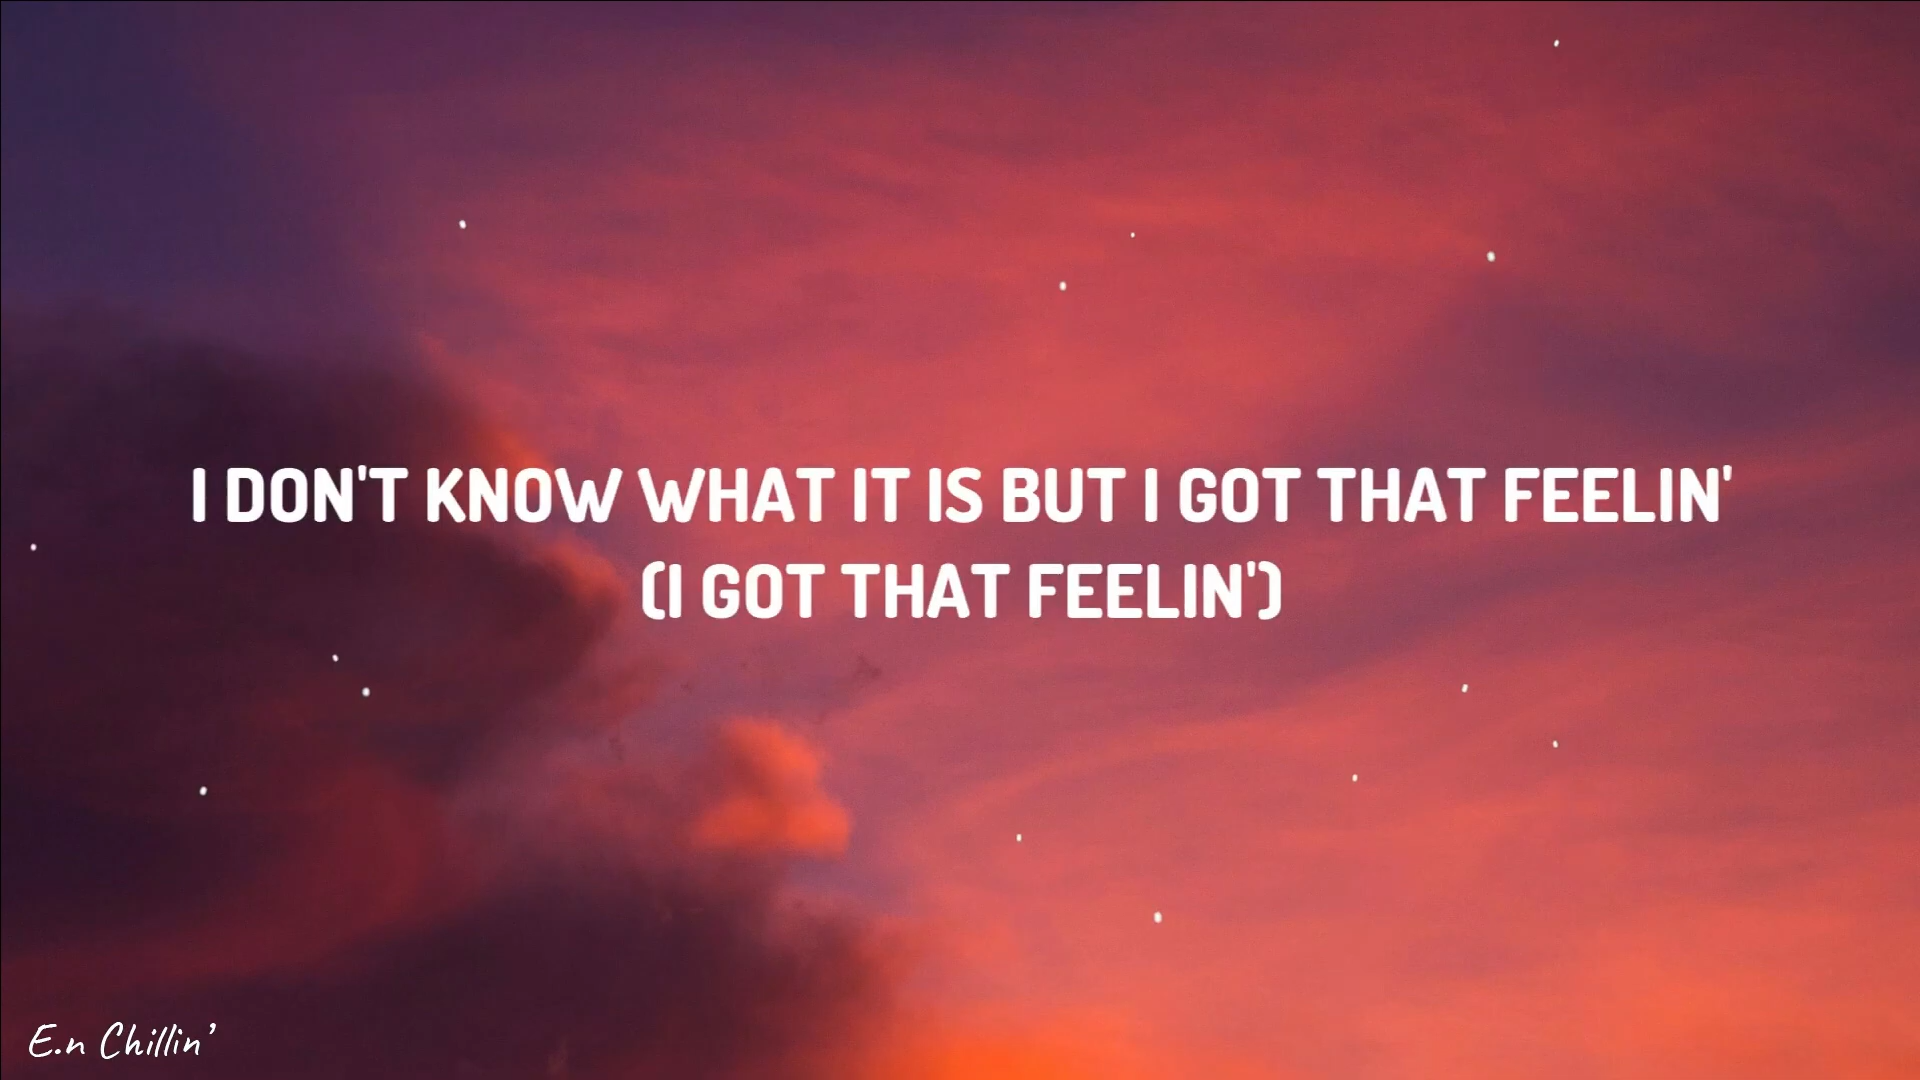 I DON'T KNOW WHAT IT IS BUT I GOT THAT FEELIN'
(I GOT THAT FEELIN')
E.n Chillin’